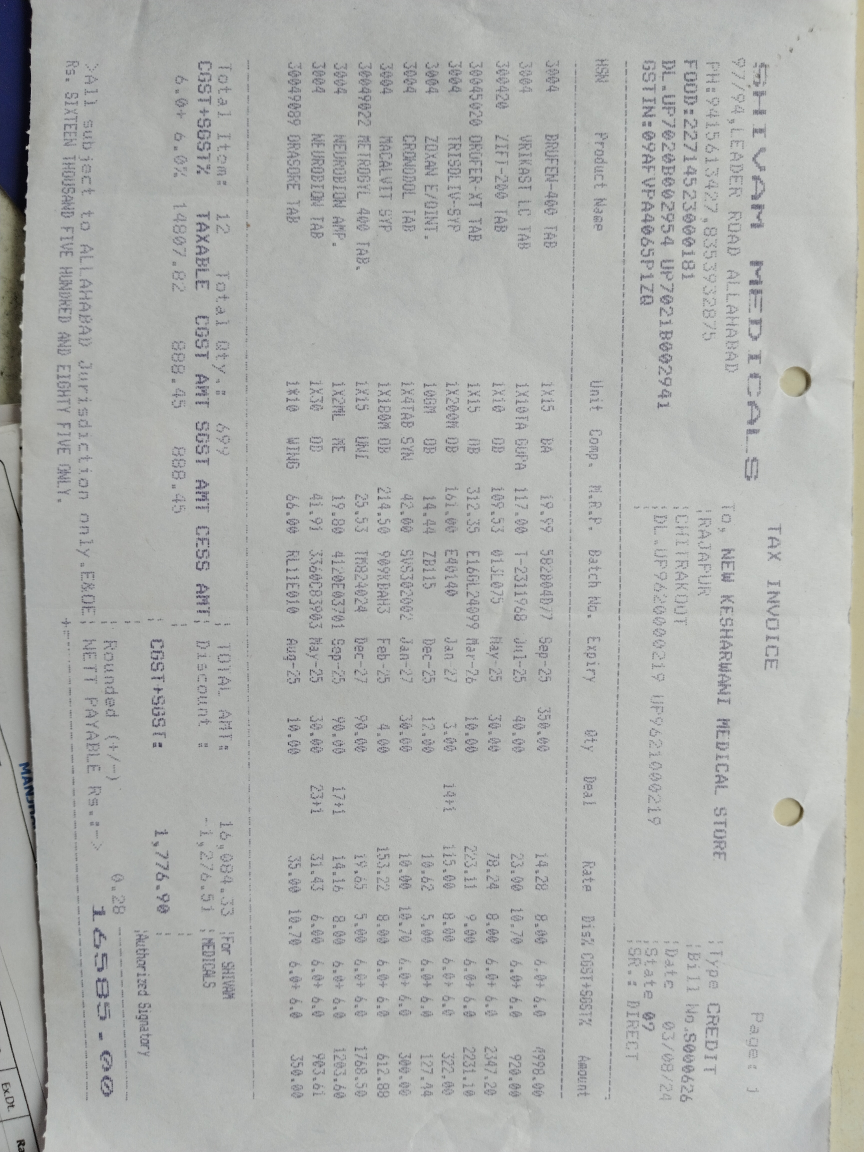 SHIVAM MEDICALS
97/94,LEADER ROAD ALLAHABAD
PH:9415613427,8353932875
FOOD:22714523000181
DL.UP7020B002954 UP7021B002941
GSTIN:09AFVPA4065P1ZQ
TAX INVOICE
To, NEW KESHARWANI MEDICAL STORE
RAJAPUR
CHITRAKOOT
DL.UP9620000219 UP9621000219
Page: 1
Type CREDIT
Bill No.S000626
Date 03/08/24
State 09
SR.: DIRECT
HSN Product Name Unit Comp. M.R.P. Batch No. Expiry Qty Deal Rate Dis% CGST+SGST% Amount
3004 BRUFEN-400 TAB 1X15 BA 19.99 Sep-25 350.00 14.28 8.00 6.0+ 6.0 4998.00
3004 VRIKAST LC TAB 1X10TA GUPA 117.00 T-2311968 Jul-25 40.00 23.00 10.70 6.0+ 6.0 920.00
300420 ZIFI-200 TAB 1X10 OB 109.53 013L075 May-25 30.00 78.24 8.00 6.0+ 6.0 2347.20
30045020 OROFER-XT TAB 1X15 OB 312.35 E16GL24099 Mar-26 10.00 223.11 9.00 6.0+ 6.0 2231.10
3004 TRISOLIV-SYP 1X200M OB 161.00 E40140 Jan-27 3.00 14+1 115.00 8.00 6.0+ 6.0 322.00
3004 ZOXAN E/OINT. 10GM OB 14.44 ZB115 Dec-25 12.00 10.62 5.00 6.0+ 6.0 127.44
3004 CROWDOL TAB 1X4TAB SYN 42.00 SVS302002 Jan-27 30.00 10.00 10.70 6.0+ 6.0 300.00
3004 MACALVIT SYP 1X180M OB 214.50 909KDAH3 Feb-25 4.00 153.22 8.00 6.0+ 6.0 612.88
30049022 METROGYL 400 TAB. 1X15 UNI 25.53 TM824024 Dec-27 90.00 19.65 5.00 6.0+ 6.0 1768.50
3004 NEUROBION AMP. 1X2ML ME 19.80 4120E03701 Sep-25 90.00 17+1 14.16 8.00 6.0+ 6.0 1203.60
3004 NEUROBION TAB 1X30 OD 41.91 3360C83903 May-25 30.00 23+1 31.43 6.00 6.0+ 6.0 903.61
30049089 ORASORE TAB 1*10 WING 66.00 RL11E010 Aug-25 10.00 35.00 10.70 6.0+ 6.0 350.00
Total Item: 12 Total Qty.: 699
CGST+SGST% TAXABLE CGST AMT SGST AMT CESS AMT
6.0+ 6.0% 14807.82 888.45 888.45
TOTAL AMT: 16,084.33
Discount : -1,276.51
CGST+SGST: 1,776.90
For SHIVAM
MEDICALS
Authorized Signatory
Rounded (+/-) 0.28
>All subject to ALLAHABAD Jurisdiction only.E&OE
NETT PAYABLE Rs.:-> 16585.00
Rs. SIXTEEN THOUSAND FIVE HUNDRED AND EIGHTY FIVE ONLY.
Ex.Dt.